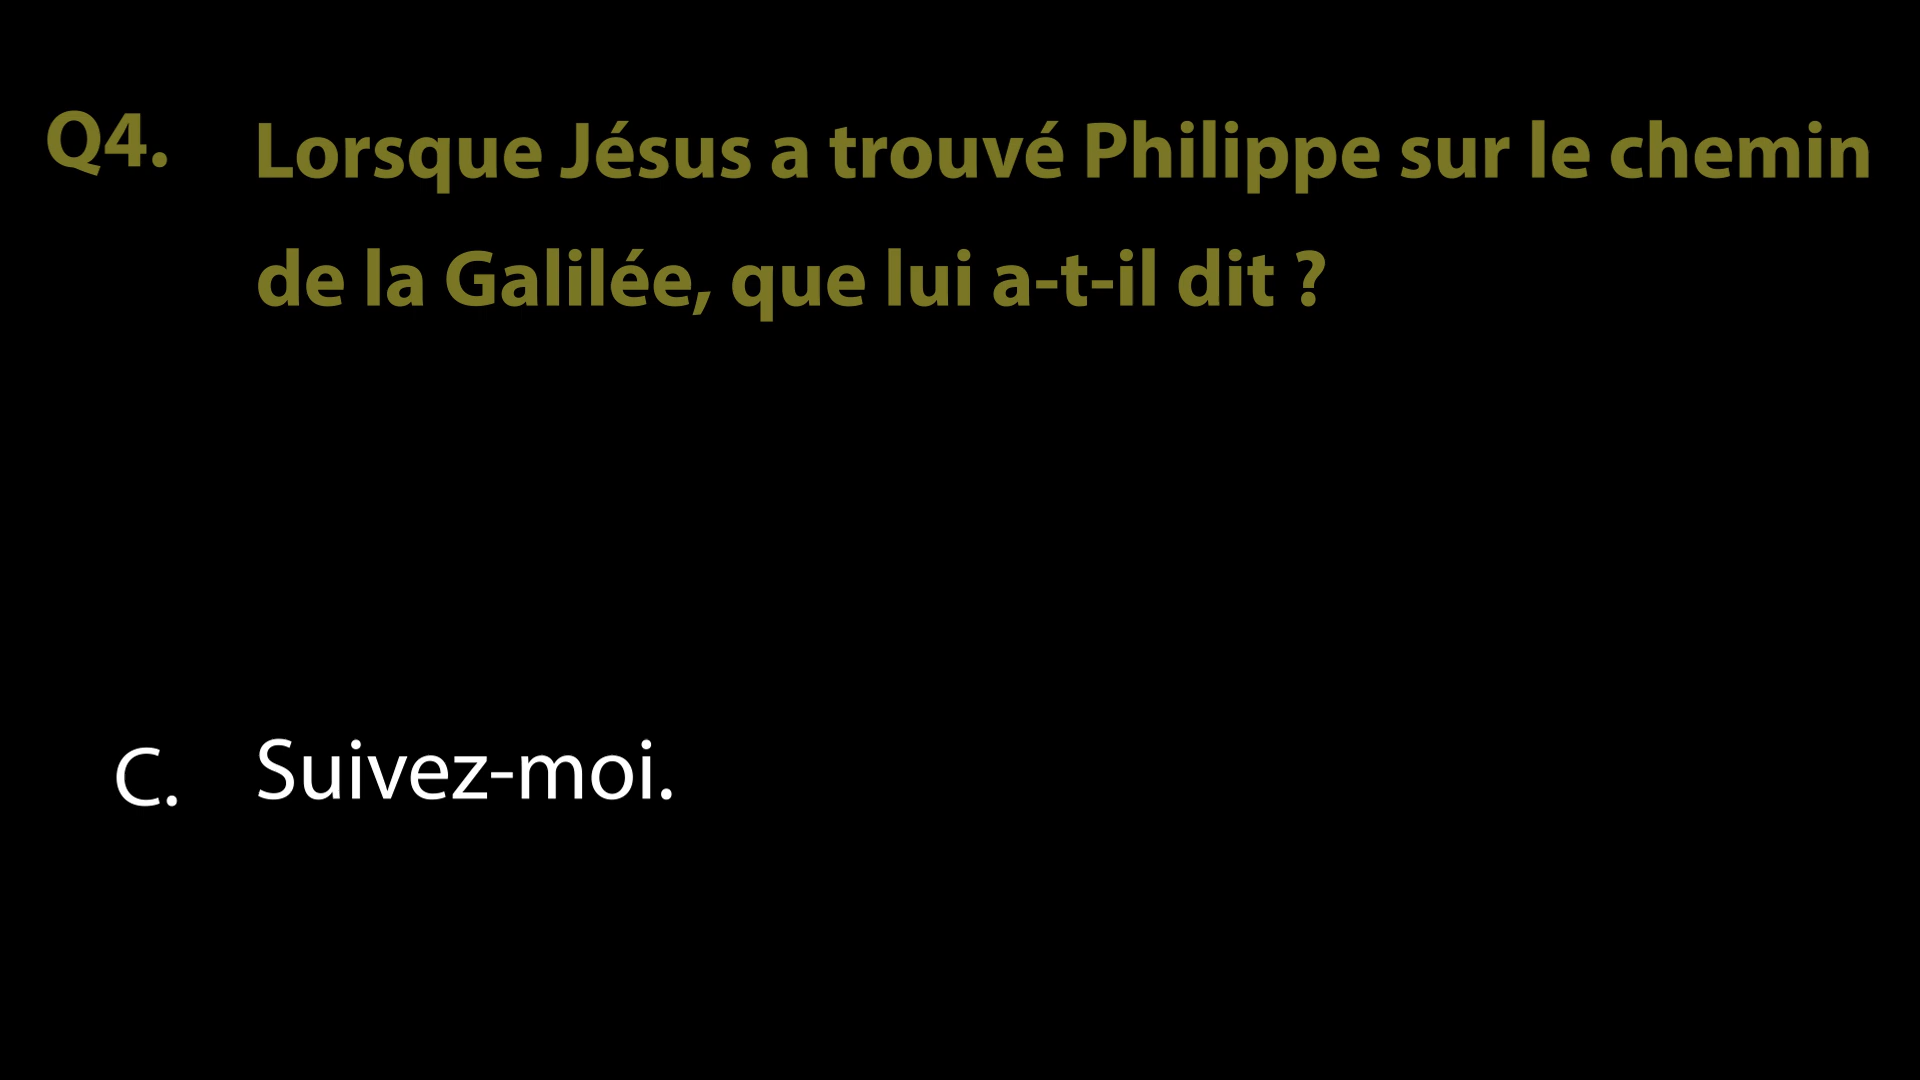 Q4. Lorsque Jésus a trouvé Philippe sur le chemin
de la Galilée, que lui a-t-il dit ?
C. Suivez-moi.